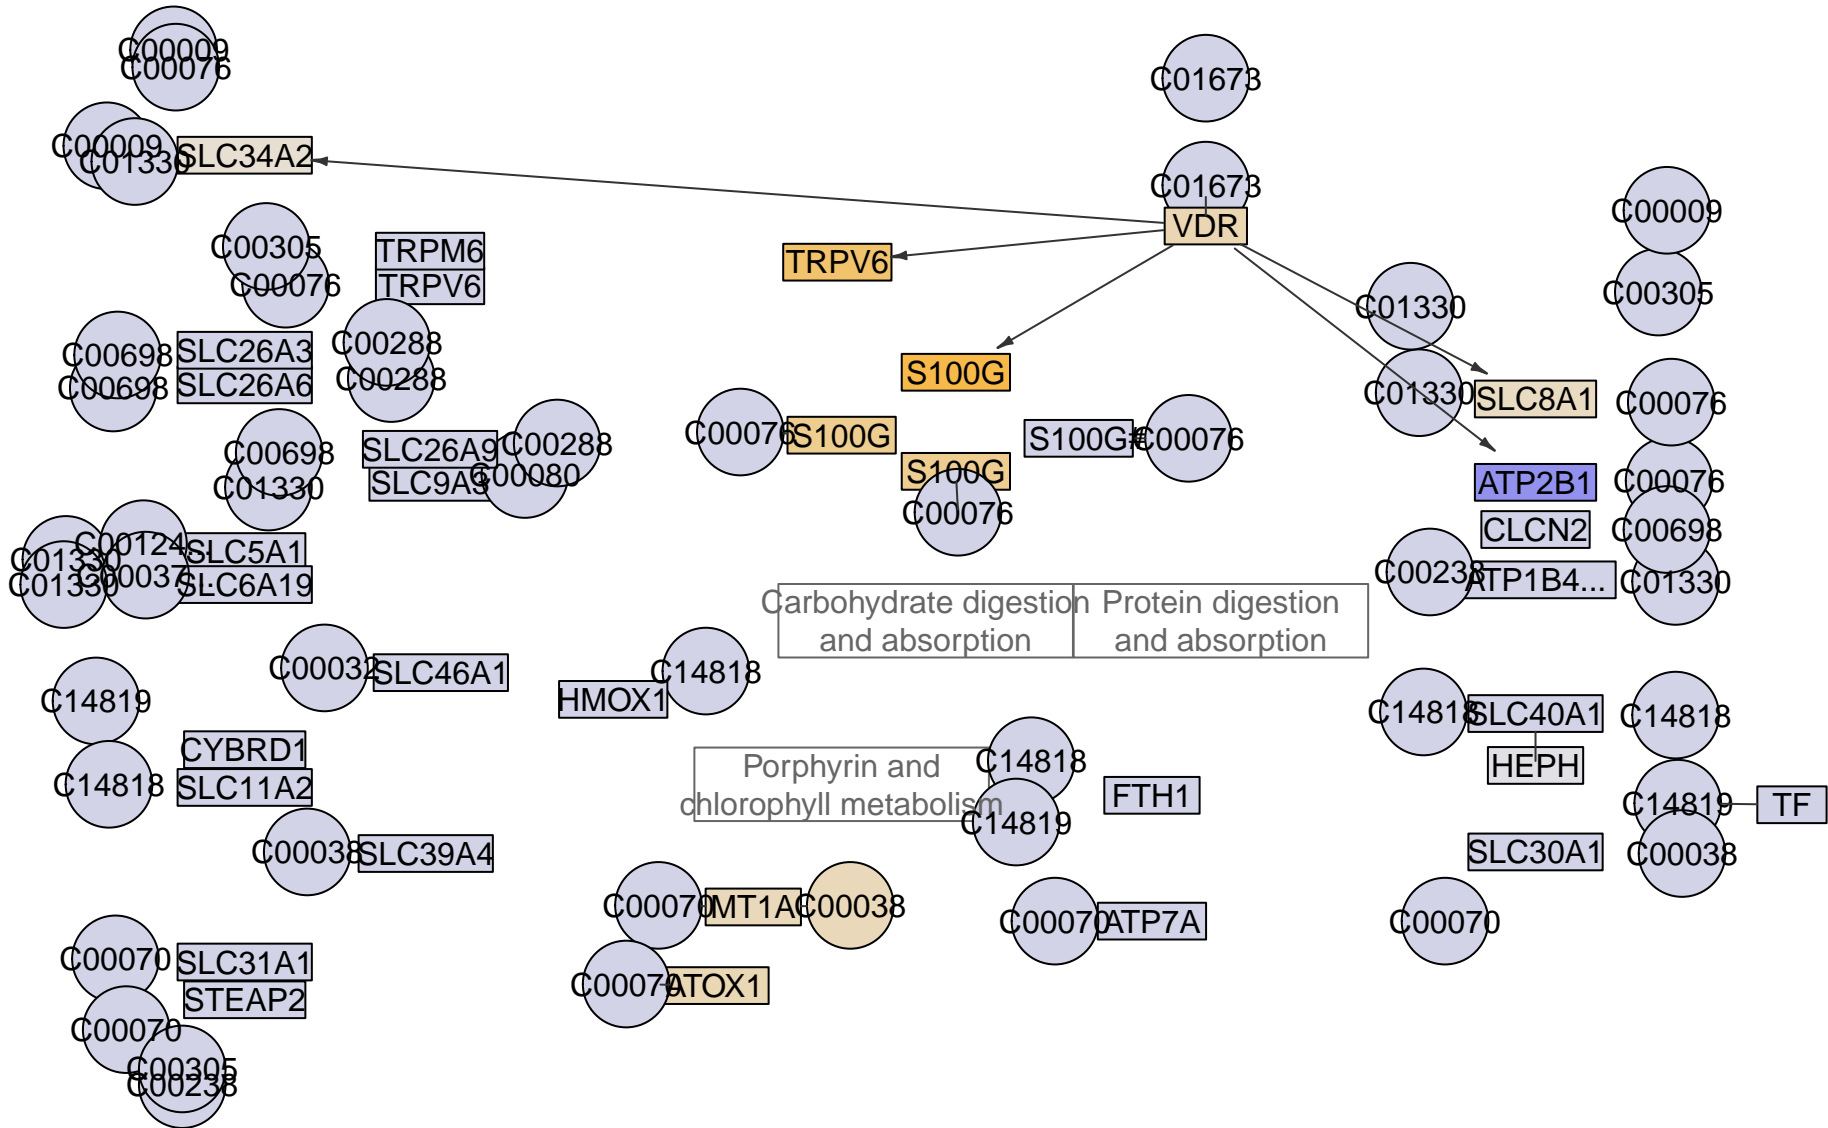 C00009
C00076
C01673
C00009
C01330
SLC34A2
C01673
VDR
C00009
C00305
C00076
TRPM6
TRPV6
TRPV6
C01330
C00305
C00698
C00698
SLC26A3
SLC26A6
C00288
C00288
S100G
C01330
SLC8A1
C00076
C00698
C01330
SLC26A9
SLC9A3
C00288
C00080
C00076
S100G
S100G
C00076
S100G#
C00076
ATP2B1
C00076
CLCN2
C00698
C01330
C01330
C00124...
C00037...
SLC5A1
SLC6A19
C00238
ATP1B4...
C01330
Carbohydrate digestion
and absorption
Protein digestion
and absorption
C00032
SLC46A1
HMOX1
C14818
C14819
C14818
CYBRD1
SLC11A2
C14818
SLC40A1
HEPH
C14818
Porphyrin and
chlorophyll metabolism
C14818
C14819
FTH1
C14819
TF
C00038
SLC39A4
SLC30A1
C00038
C00070
MT1A
C00038
C00070
ATP7A
C00070
C00070
SLC31A1
STEAP2
C00070
ATOX1
C00070
C00305
C00238